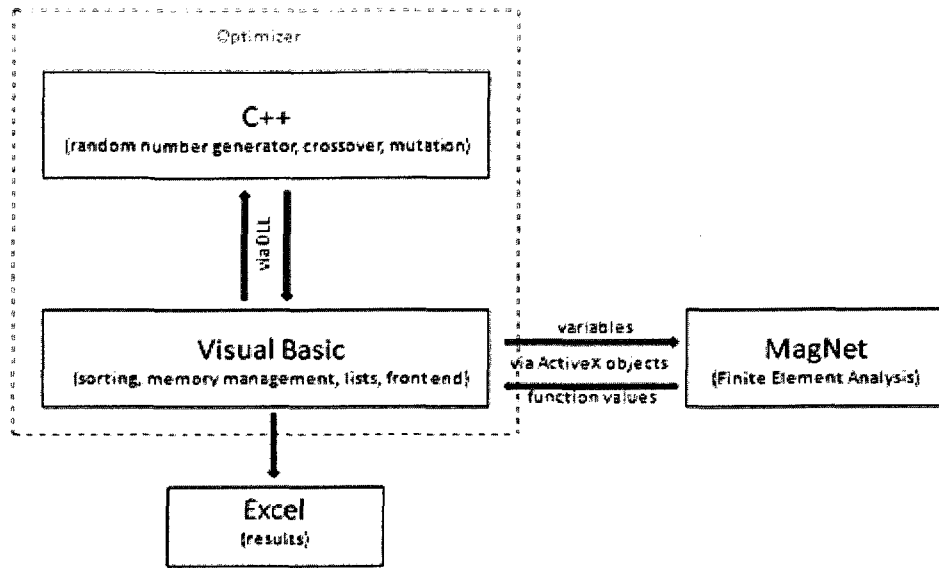 Optimizer
C++
(random number generator, crossover, mutation)
via DLL
Visual Basic
(sorting, memory management, lists, front end)
variables
via ActiveX objects
function values
MagNet
(Finite Element Analysis)
Excel
(results)